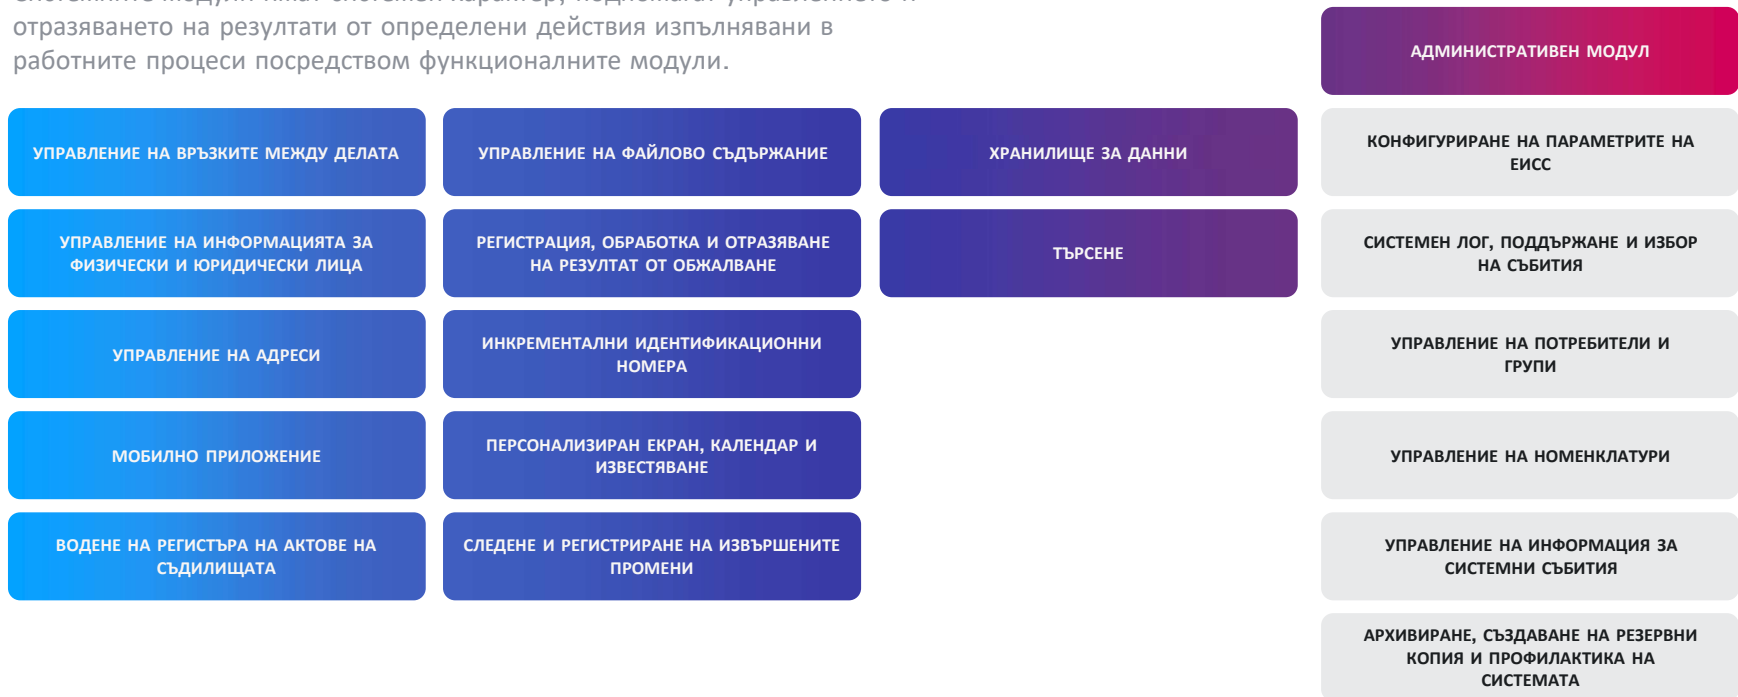 отразяването на резултати от определени действия изпълнявани в
работните процеси посредством функционалните модули.
АДМИНИСТРАТИВЕН МОДУЛ
УПРАВЛЕНИЕ НА ВРЪЗКИТЕ МЕЖДУ ДЕЛАТА
УПРАВЛЕНИЕ НА ФАЙЛОВО СЪДЪРЖАНИЕ
ХРАНИЛИЩЕ ЗА ДАННИ
КОНФИГУРИРАНЕ НА ПАРАМЕТРИТЕ НА
ЕИСС
УПРАВЛЕНИЕ НА ИНФОРМАЦИЯТА ЗА
ФИЗИЧЕСКИ И ЮРИДИЧЕСКИ ЛИЦА
РЕГИСТРАЦИЯ, ОБРАБОТКА И ОТРАЗЯВАНЕ
НА РЕЗУЛТАТ ОТ ОБЖАЛВАНЕ
ТЪРСЕНЕ
СИСТЕМЕН ЛОГ, ПОДДЪРЖАНЕ И ИЗБОР
НА СЪБИТИЯ
УПРАВЛЕНИЕ НА АДРЕСИ
ИНКРЕМЕНТАЛНИ ИДЕНТИФИКАЦИОННИ
НОМЕРА
УПРАВЛЕНИЕ НА ПОТРЕБИТЕЛИ И
ГРУПИ
МОБИЛНО ПРИЛОЖЕНИЕ
ПЕРСОНАЛИЗИРАН ЕКРАН, КАЛЕНДАР И
ИЗВЕСТЯВАНЕ
УПРАВЛЕНИЕ НА НОМЕНКЛАТУРИ
ВОДЕНЕ НА РЕГИСТЪРА НА АКТОВЕ НА
СЪДИЛИЩАТА
СЛЕДЕНЕ И РЕГИСТРИРАНЕ НА ИЗВЪРШЕНИТЕ
ПРОМЕНИ
УПРАВЛЕНИЕ НА ИНФОРМАЦИЯ ЗА
СИСТЕМНИ СЪБИТИЯ
АРХИВИРАНЕ, СЪЗДАВАНЕ НА РЕЗЕРВНИ
КОПИЯ И ПРОФИЛАКТИКА НА
СИСТЕМАТА